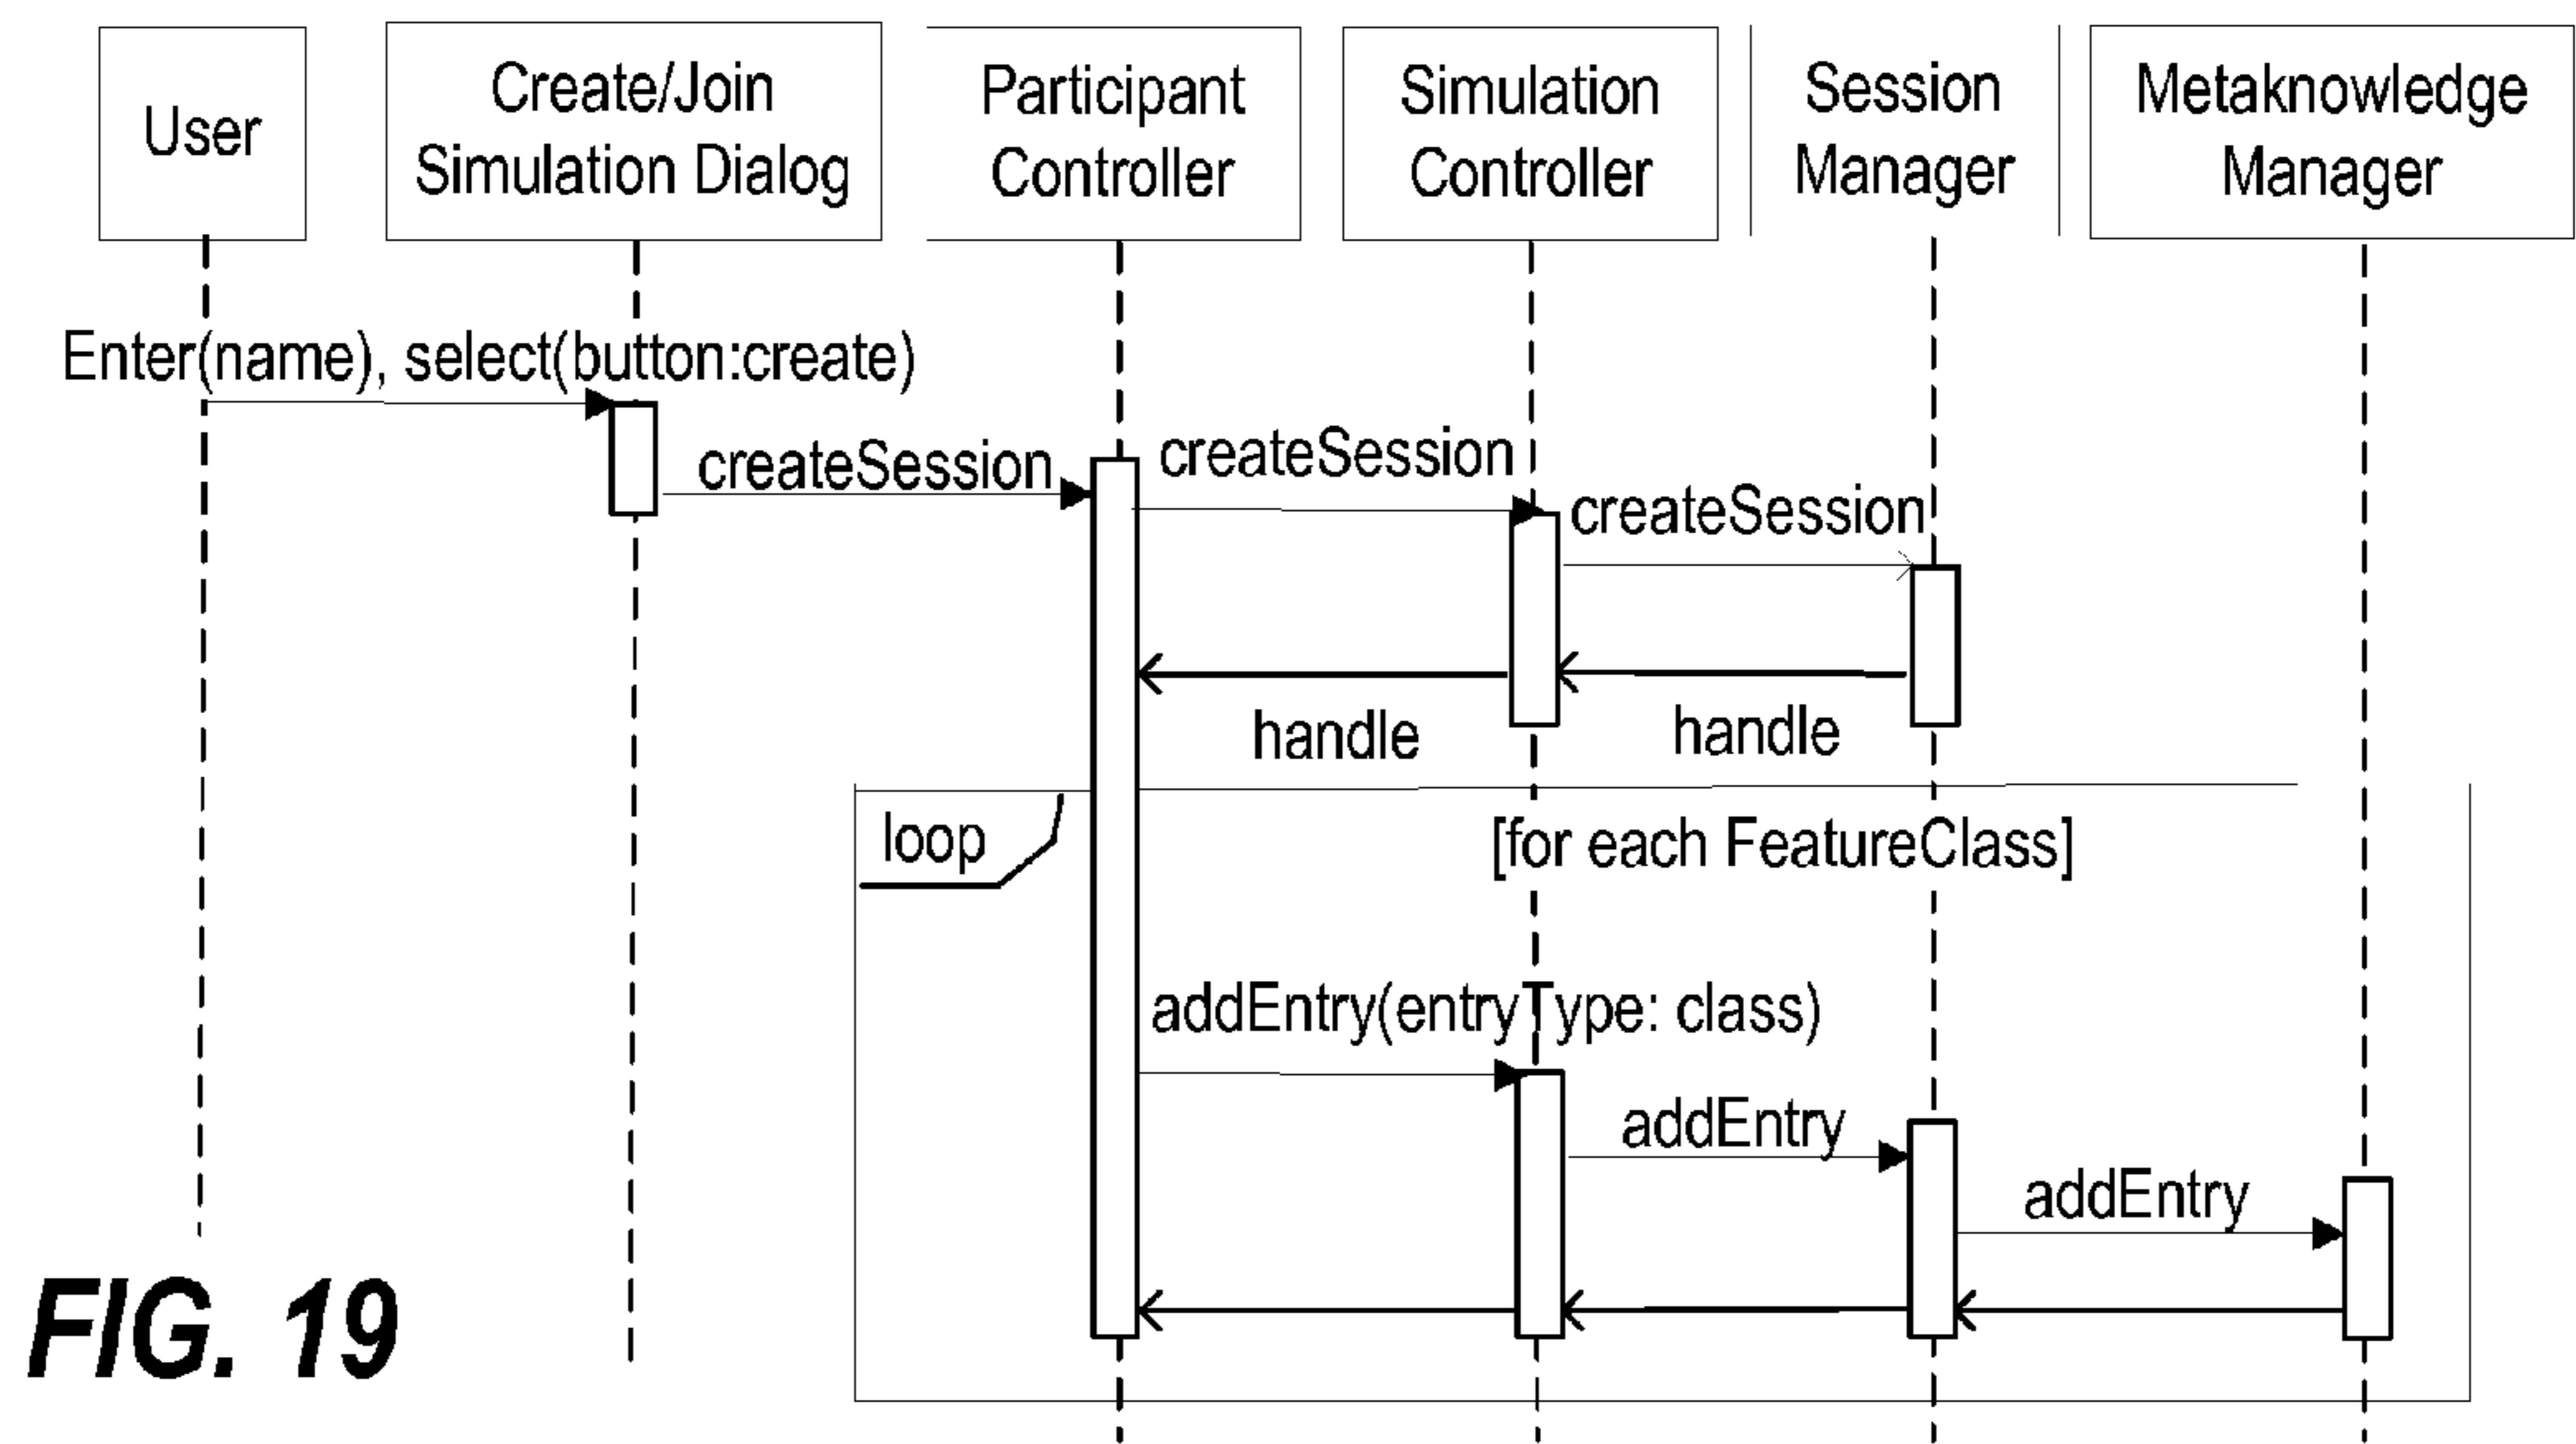 User
Create/Join
Simulation Dialog
Participant
Controller
Simulation
Controller
Session
Manager
Metaknowledge
Manager
Enter(name), select(button:create)
createSession
createSession
createSession
handle
handle
loop
[for each FeatureClass]
addEntry(entryType: class)
addEntry
addEntry
FIG. 19